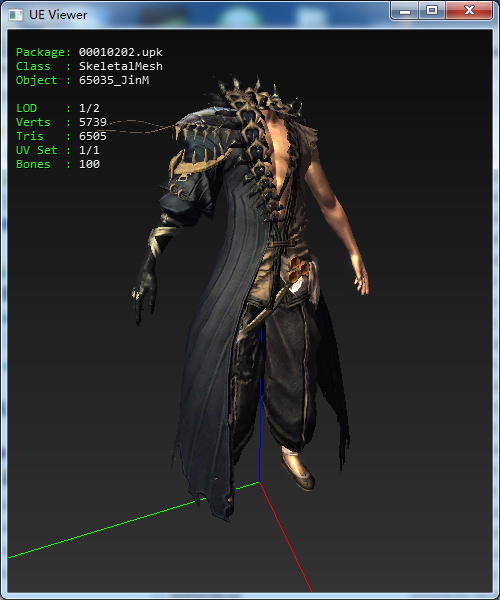 UE Viewer
Package: 00010202.upk
Class : SkeletalMesh
Object : 65035_JinM
LOD : 1/2
Verts : 5739
Tris : 6505
UV Set : 1/1
Bones : 100